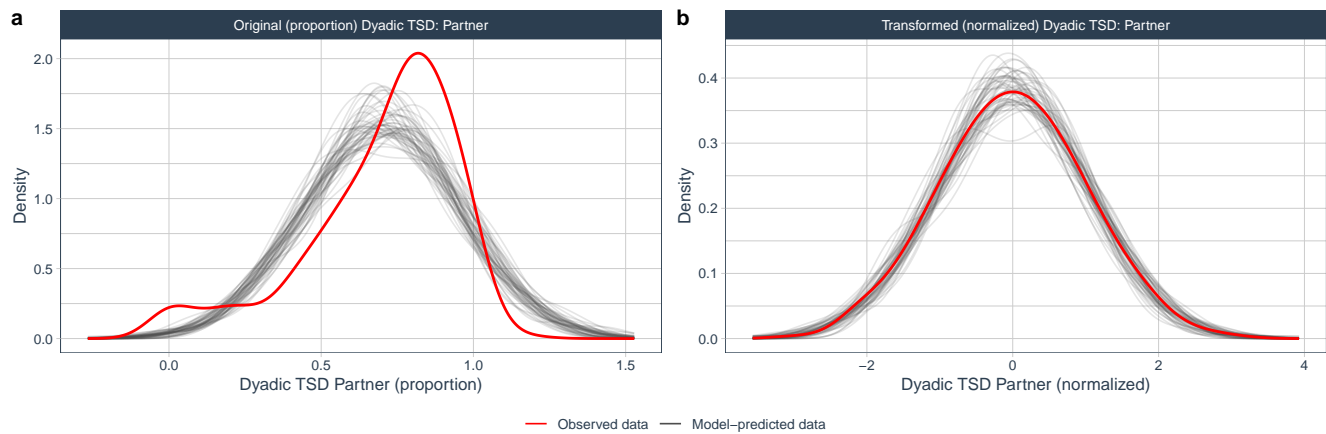 a
Original (proportion) Dyadic TSD: Partner
2.0
1.5
1.0
0.5
0.0
Density
0.0 0.5 1.0 1.5
Dyadic TSD Partner (proportion)
b
Transformed (normalized) Dyadic TSD: Partner
0.4
0.3
0.2
0.1
0.0
Density
−2 0 2 4
Dyadic TSD Partner (normalized)
Observed data Model−predicted data